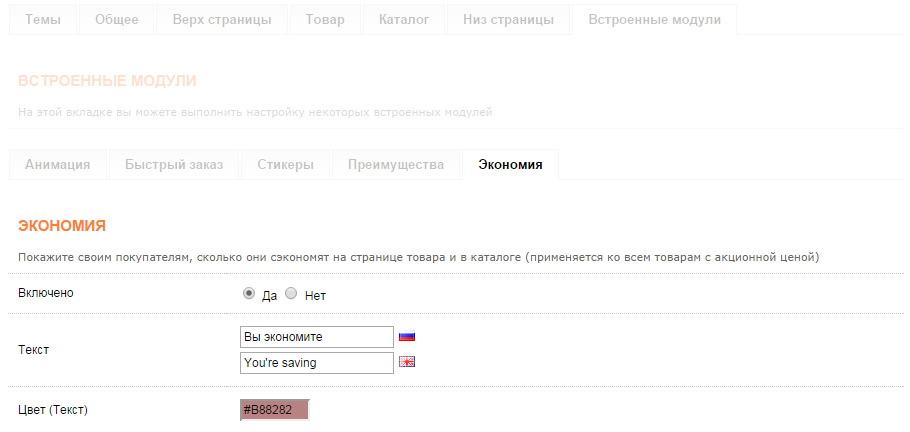 Темы Общее Верх страницы Товар Каталог Низ страницы Встроенные модули
ВСТРОЕННЫЕ МОДУЛИ
На этой вкладке вы можете выполнить настройку некоторых встроенных модулей
Анимация Быстрый заказ Стикеры Преимущества Экономия
ЭКОНОМИЯ
Покажите своим покупателям, сколько они сэкономят на странице товара и в каталоге (применяется ко всем товарам с акционной ценой)
Включено Да Нет
Текст
Вы экономите
You're saving
Цвет (Текст) #B88282